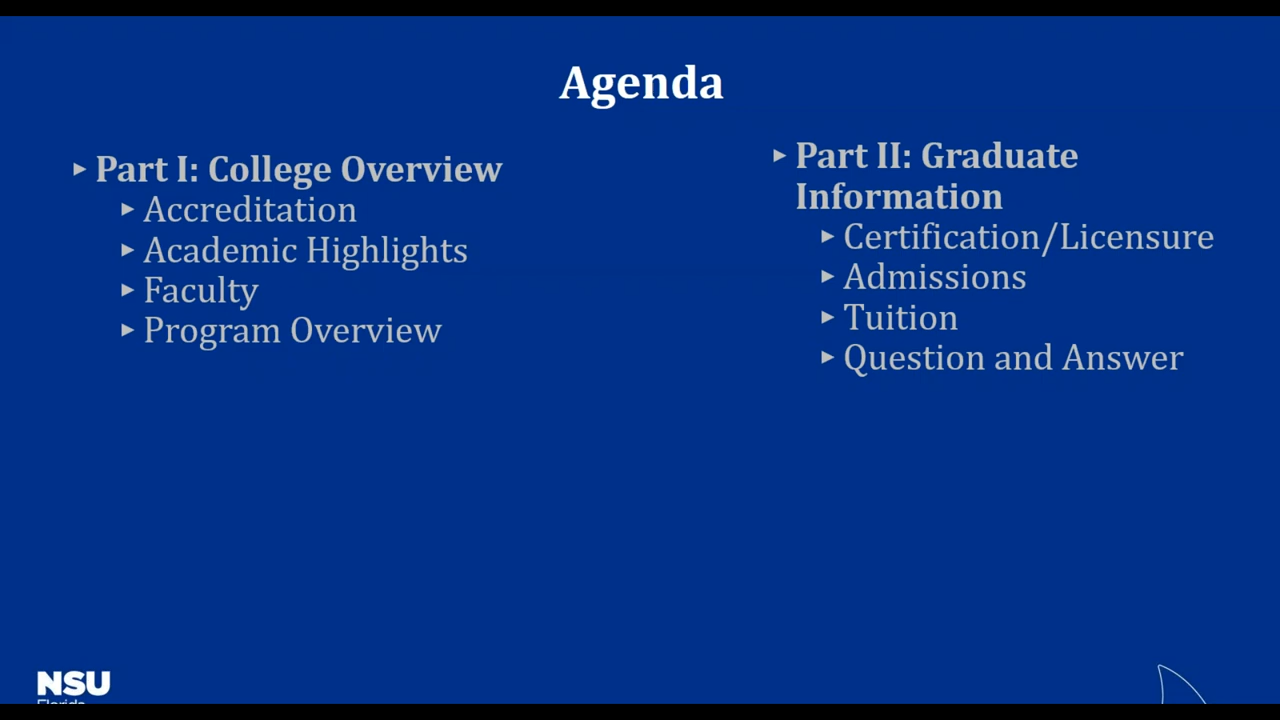 Agenda
Part I: College Overview
Accreditation
Academic Highlights
Faculty
Program Overview
Part II: Graduate
Information
Certification/Licensure
Admissions
Tuition
Question and Answer
NSU
Florida